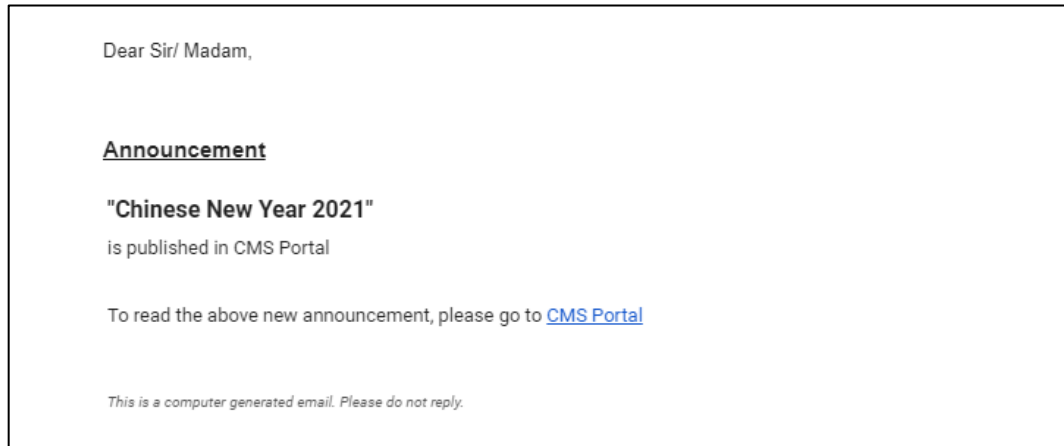 Dear Sir/ Madam,
Announcement
"Chinese New Year 2021"
is published in CMS Portal
To read the above new announcement, please go to CMS Portal
This is a computer generated email. Please do not reply.